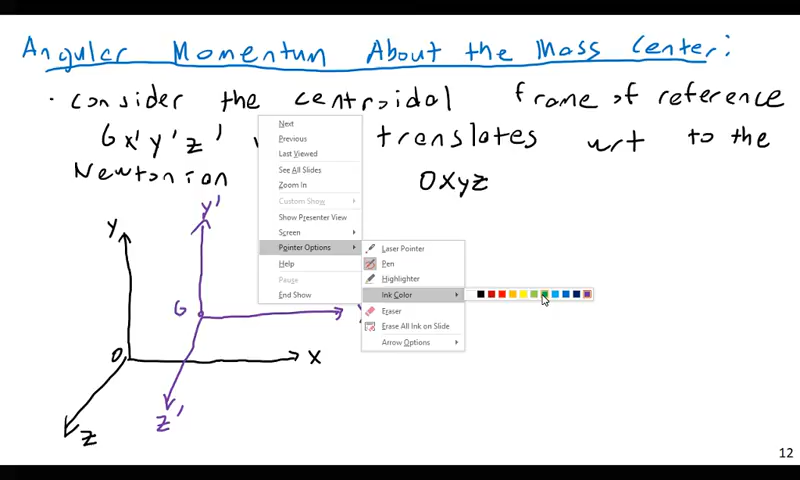 Angular Momentum About the Mass Center:
· consider the centroidal frame of reference
Gx'y'z' translates wrt to the
Newtonian OXyz
Next
Previous
Last Viewed
See All Slides
Zoom In
Custom Show
Show Presenter View
Screen
Pointer Options
Help
Pause
End Show
Laser Pointer
Pen
Highlighter
Ink Color
Eraser
Erase All Ink on Slide
Arrow Options
Y
Y'
G
O
X
Z'
Z
12